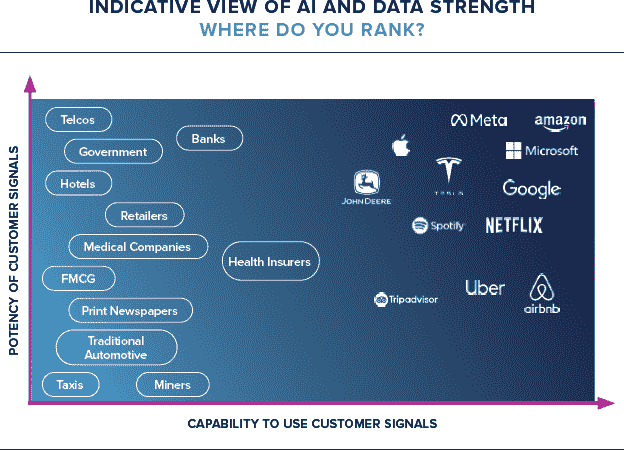 INDICATIVE VIEW OF AI AND DATA STRENGTH
WHERE DO YOU RANK?
POTENCY OF CUSTOMER SIGNALS
Telcos
Meta
amazon
Banks
Government
Microsoft
Hotels
TESLA
Google
JOHN DEERE
Retailers
Spotify
NETFLIX
Medical Companies
Health Insurers
FMCG
Uber
Tripadvisor
airbnb
Print Newspapers
Traditional
Automotive
Taxis
Miners
CAPABILITY TO USE CUSTOMER SIGNALS